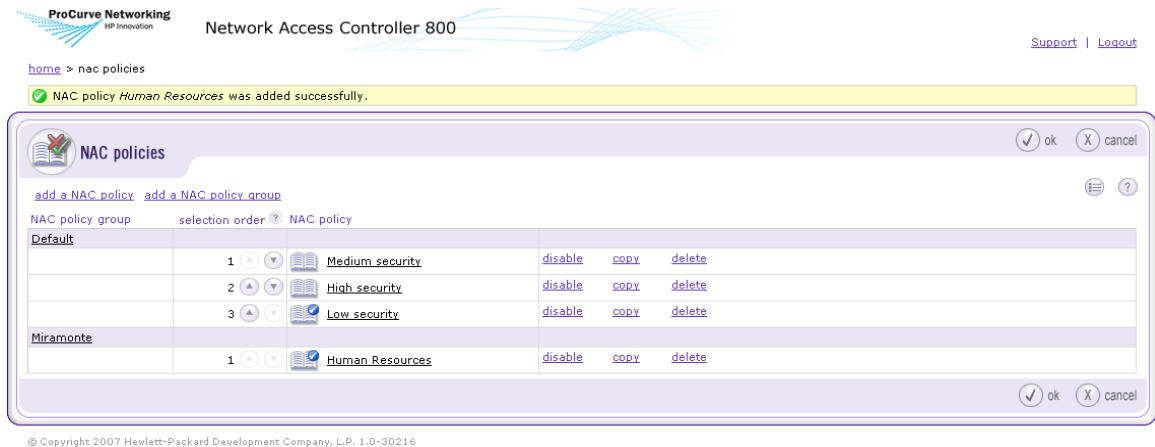 ProCurve Networking
HP Innovation
Network Access Controller 800
Support | Logout
home > nac policies
NAC policy Human Resources was added successfully.
NAC policies
ok cancel
add a NAC policy add a NAC policy group
?
NAC policy group selection order ? NAC policy
Default
1 Medium security disable copy delete
2 High security disable copy delete
3 Low security disable copy delete
Miramonte
1 Human Resources disable copy delete
ok cancel
© Copyright 2007 Hewlett-Packard Development Company, L.P. 1.0-30216